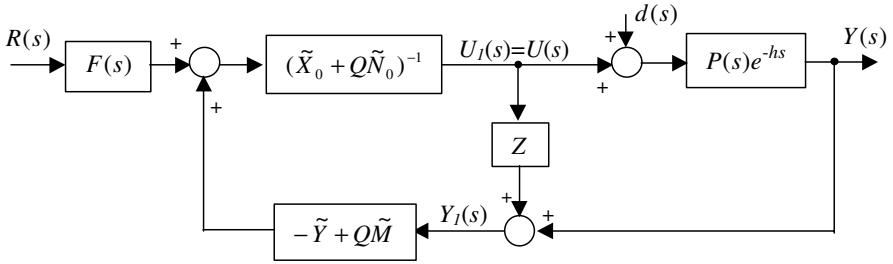 d(s)
R(s)
F(s)
+
(X̃₀ + QÑ₀)⁻¹
U₁(s)=U(s)
+
P(s)e⁻ʰˢ
Y(s)
+
+
Z
+
+
Y₁(s)
−Ỹ + QM̃